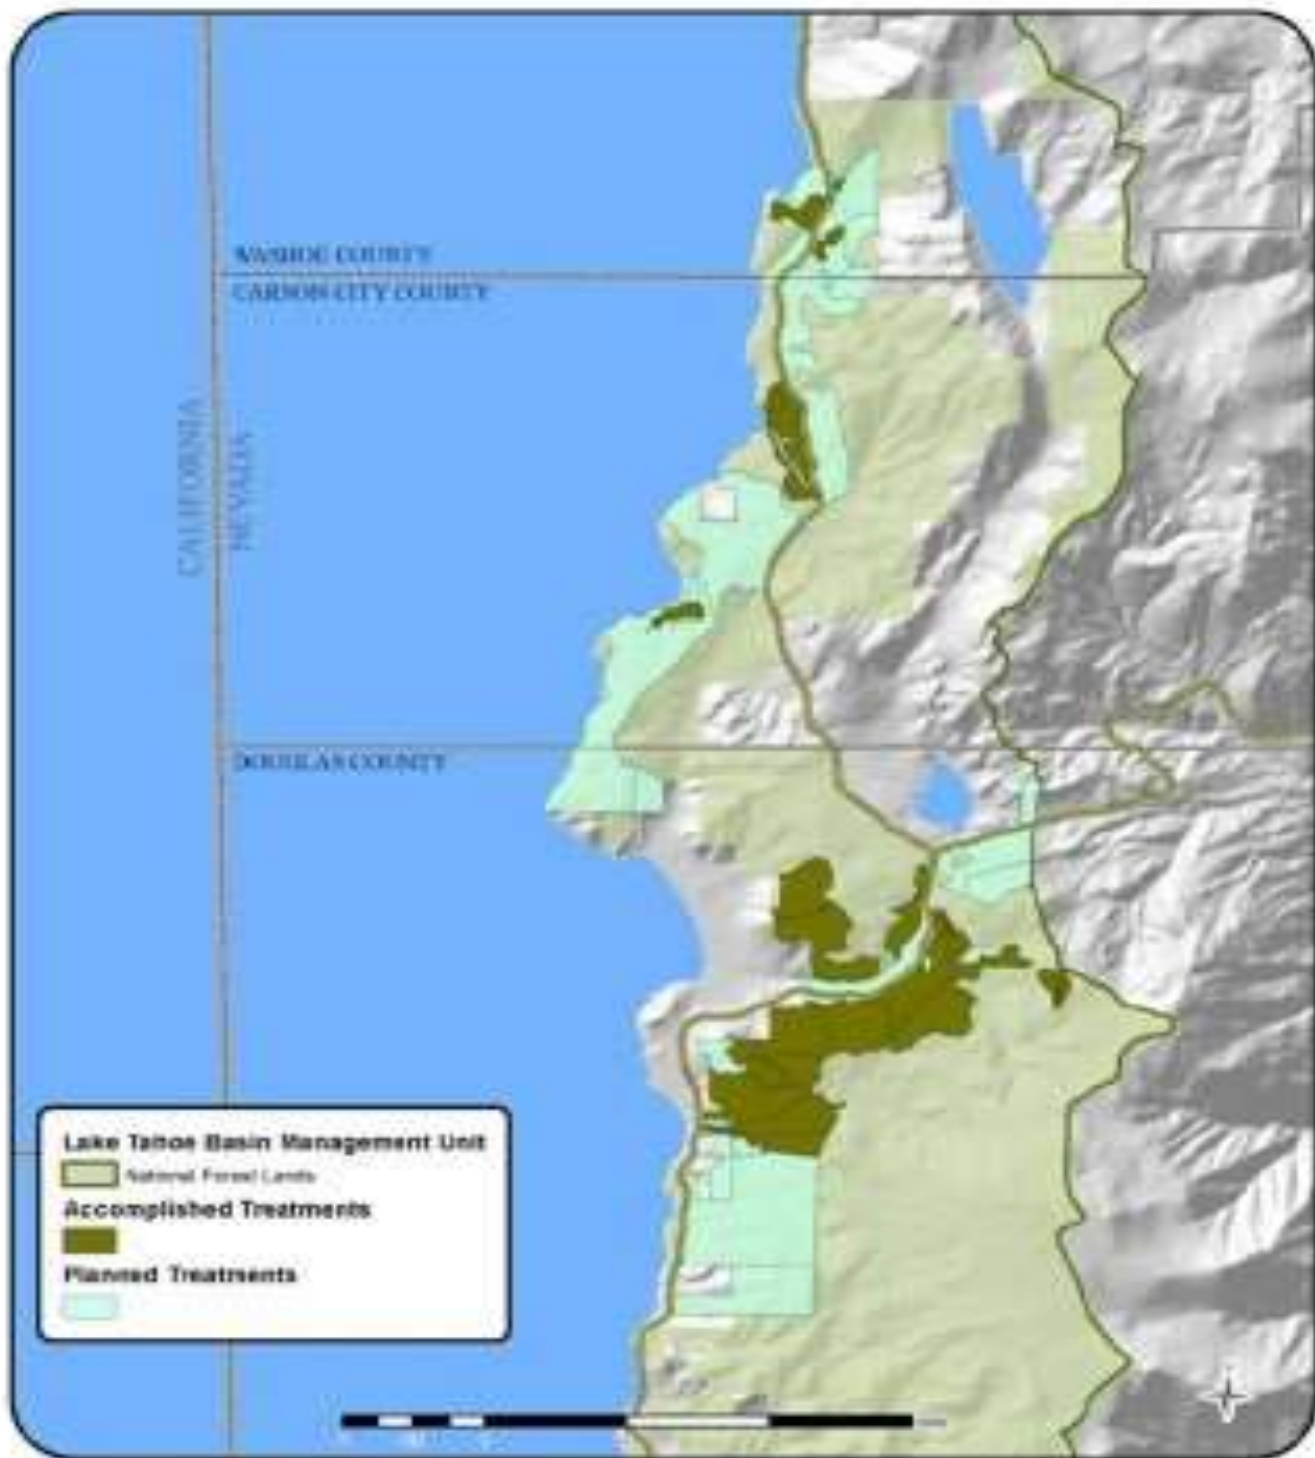 WASHOE COUNTY
CARSON CITY COUNTY
CALIFORNIA
NEVADA
DOUGLAS COUNTY
Lake Tahoe Basin Management Unit
National Forest Lands
Accomplished Treatments
Planned Treatments